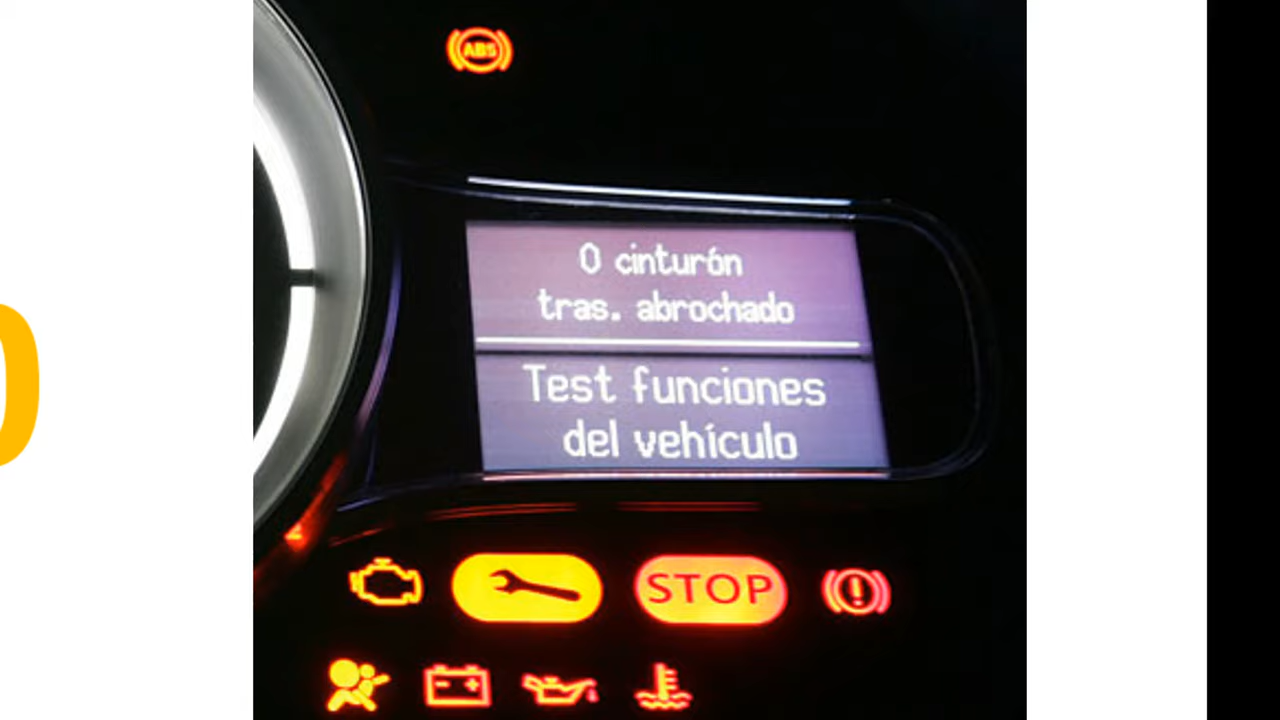 ABS
0 cinturón
tras. abrochado
Test funciones
del vehículo
STOP